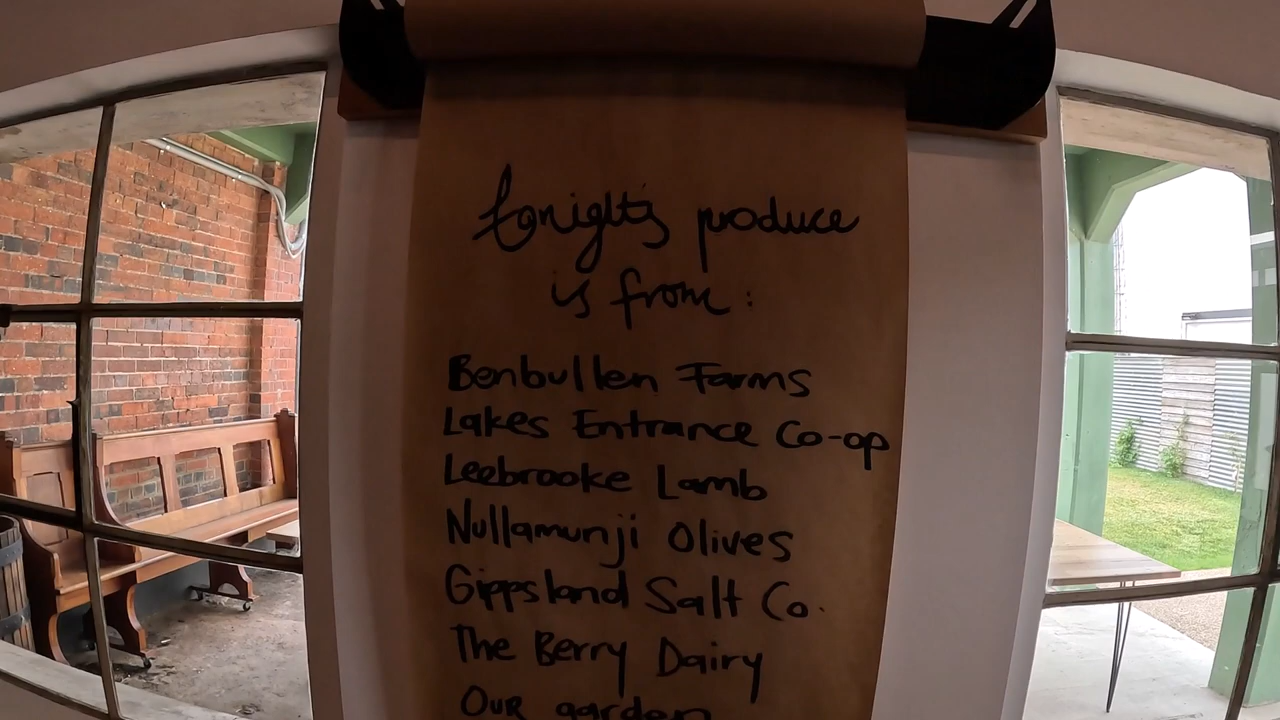 tonight's produce
is from:
Benbullen Farms
Lakes Entrance Co-op
Leebrooke Lamb
Nullamunji Olives
Gippsland Salt Co.
The Berry Dairy
Our garden